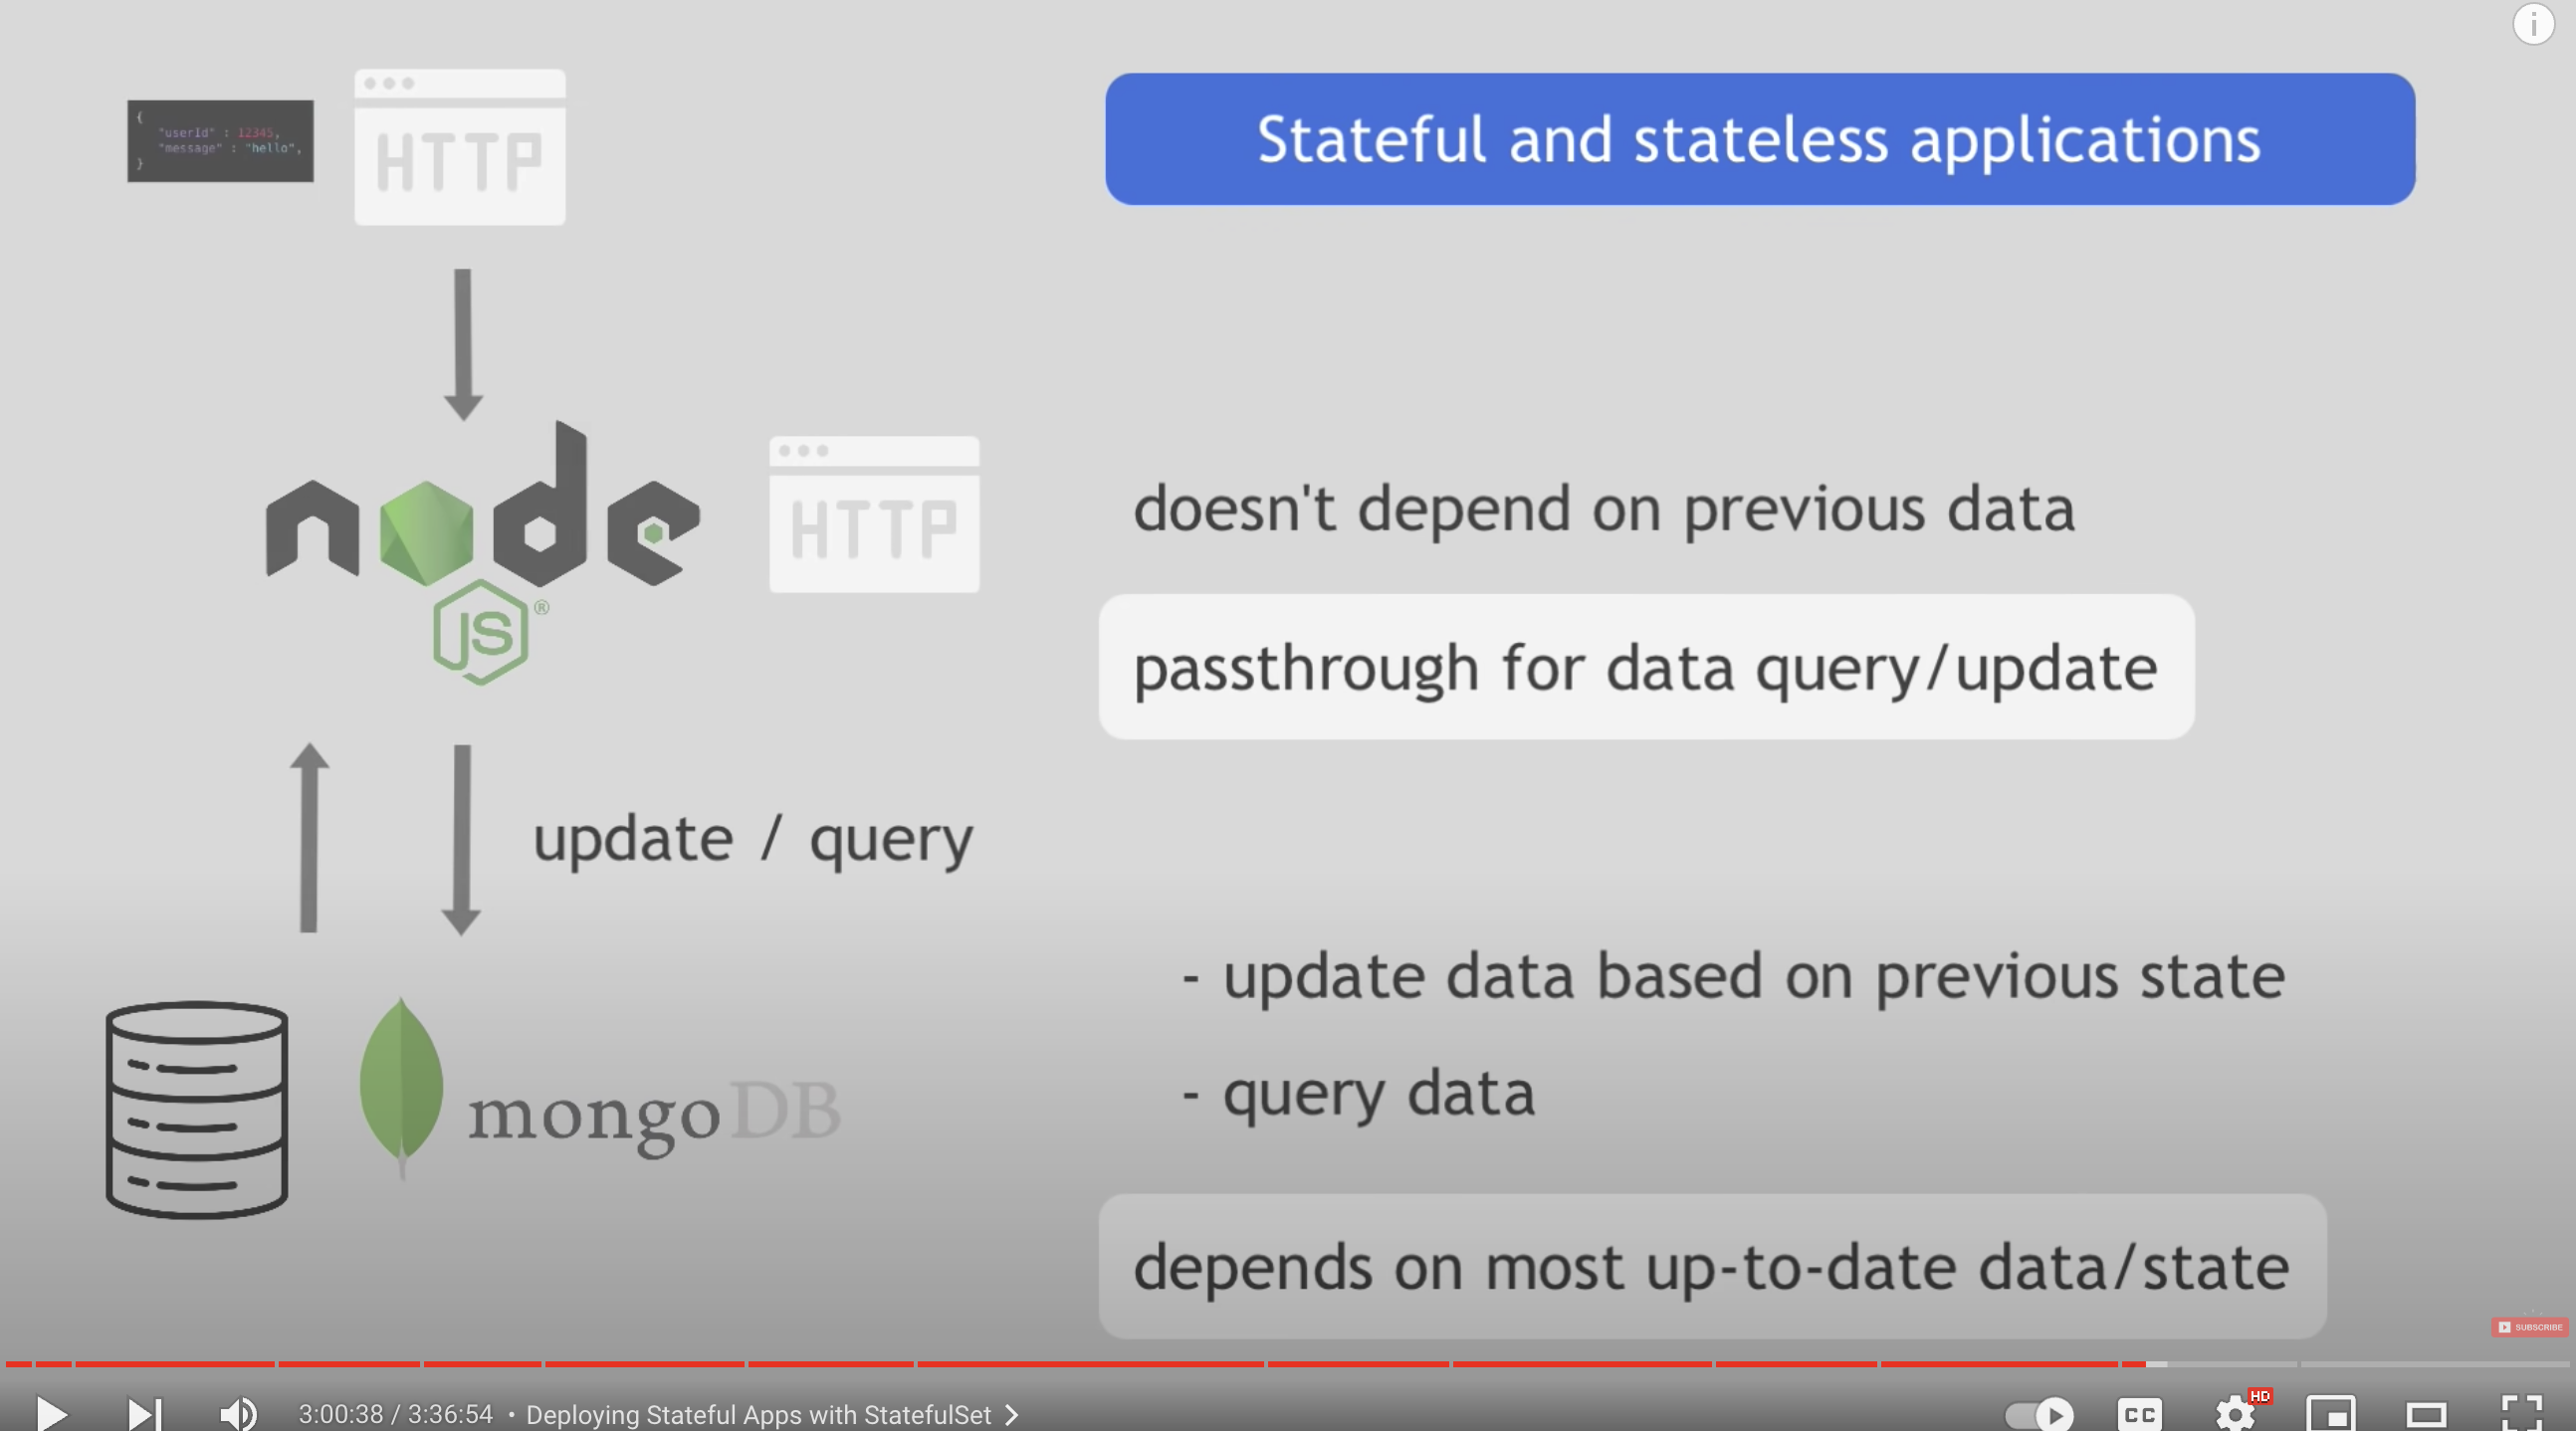 Stateful and stateless applications
{
"userId" : 12345,
"message" : "hello",
}
HTTP
node
JS®
HTTP
doesn't depend on previous data
passthrough for data query/update
update / query
- update data based on previous state
- query data
mongoDB
depends on most up-to-date data/state
SUBSCRIBE
3:00:38 / 3:36:54 • Deploying Stateful Apps with StatefulSet
CC
HD